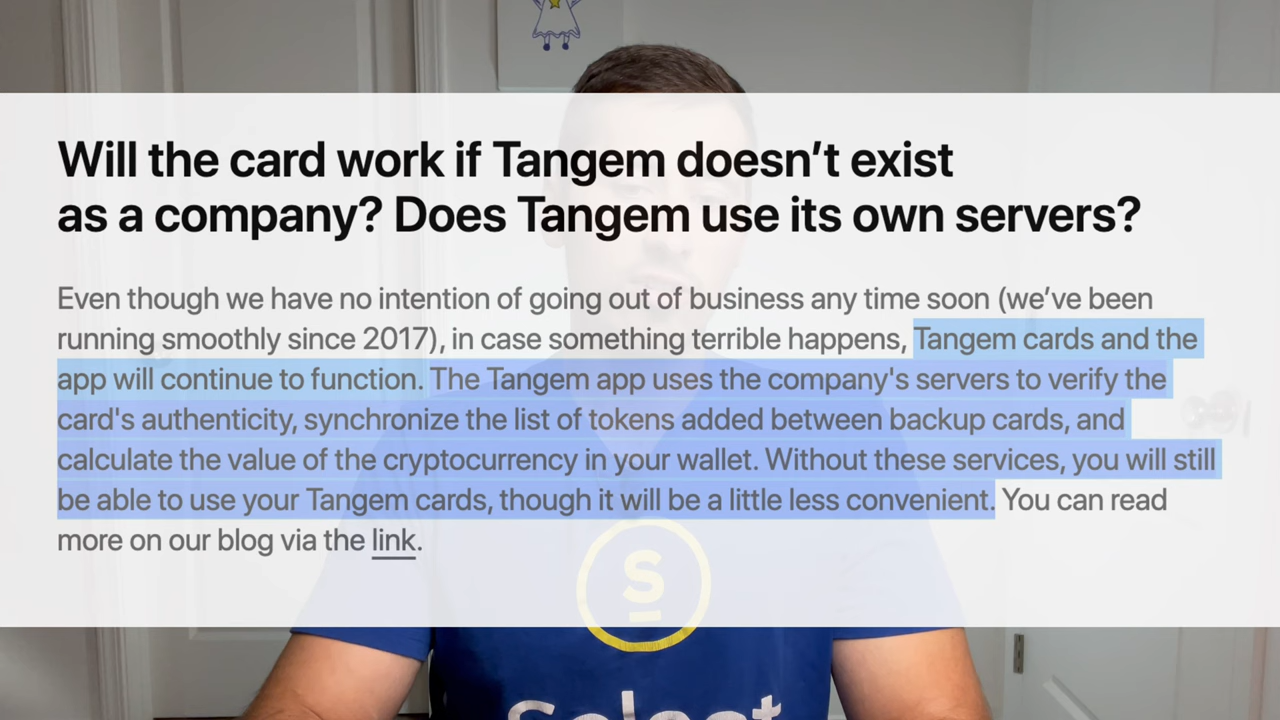 Will the card work if Tangem doesn’t exist
as a company? Does Tangem use its own servers?
Even though we have no intention of going out of business any time soon (we’ve been
running smoothly since 2017), in case something terrible happens, Tangem cards and the
app will continue to function. The Tangem app uses the company's servers to verify the
card's authenticity, synchronize the list of tokens added between backup cards, and
calculate the value of the cryptocurrency in your wallet. Without these services, you will still
be able to use your Tangem cards, though it will be a little less convenient. You can read
more on our blog via the link.
S
Select